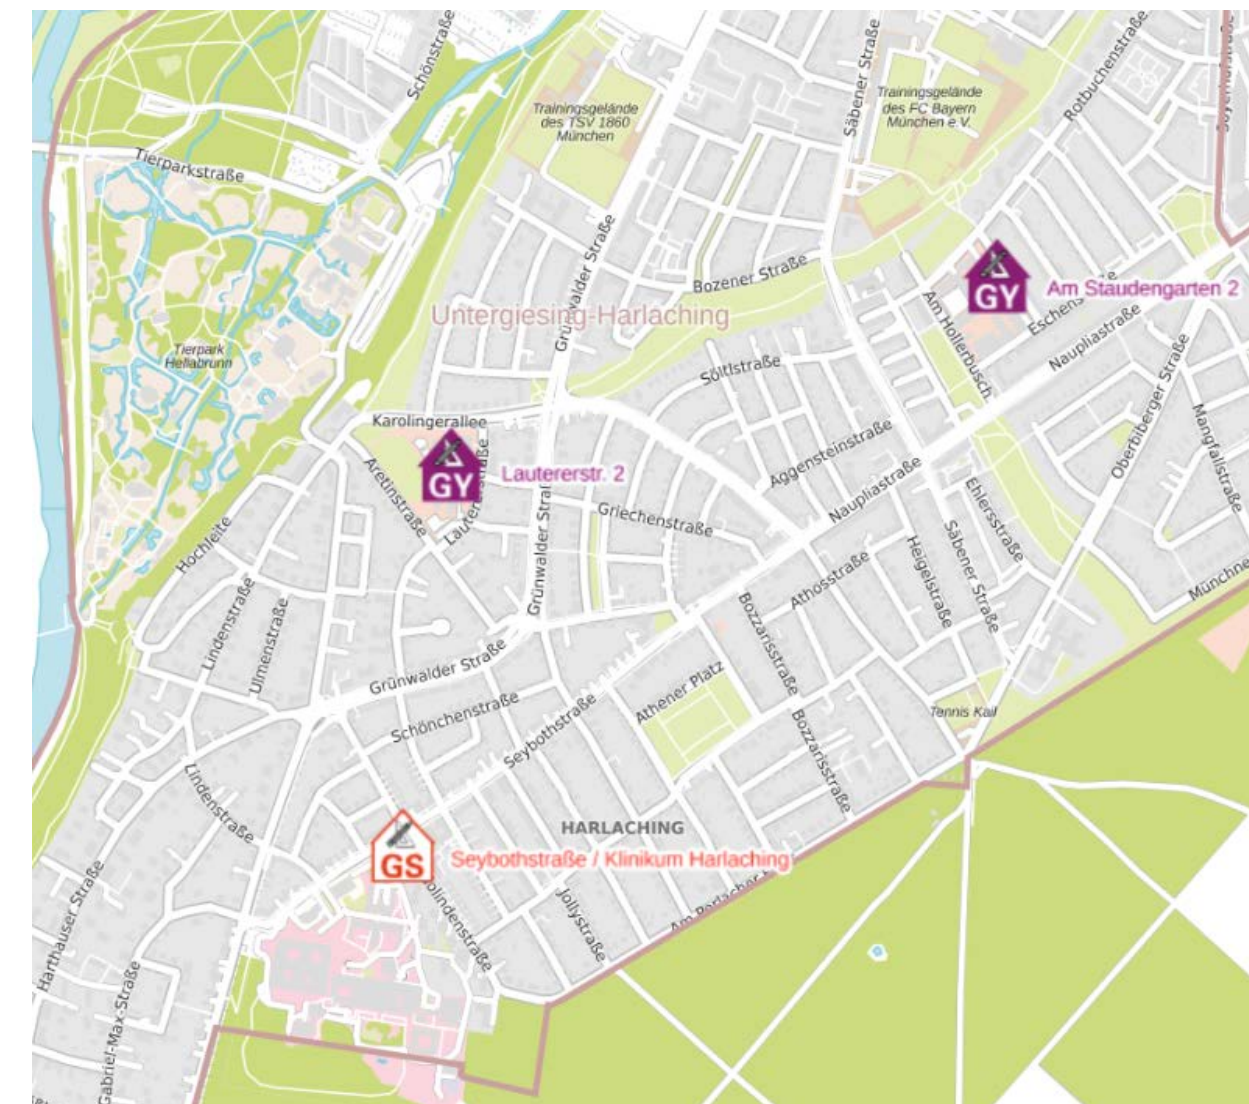 Schönstraße
Trainingsgelände
des TSV 1860
München
Säbener Straße
Trainingsgelände
des FC Bayern
München e.V.
Rotbuchenstraße
Tierparkstraße
Grünwalder Straße
Bozener Straße
GY
Am Staudengarten 2
Untergiesing-Harlaching
Am Hollerbusch
Naupliastraße
Tierpark
Hellabrunn
Söltlstraße
Oberbiberger Straße
Karolingerallee
GY
Lautererstr. 2
Aretinstraße
Aggensteinstraße
Mangfallstraße
Naupliastraße
Griechenstraße
Ehlersstraße
Hochleite
Säbener Straße
Heigelstraße
Athosstraße
Lindenstraße
Ulmenstraße
Bozzarisstraße
Grünwalder Straße
Athener Platz
Schönchenstraße
Seybothstraße
Bozzarisstraße
Lindenstraße
HARLACHING
GS
Seybothstraße / Klinikum Harlaching
Harthauser Straße
Jollystraße
Gabriel-Max-Straße